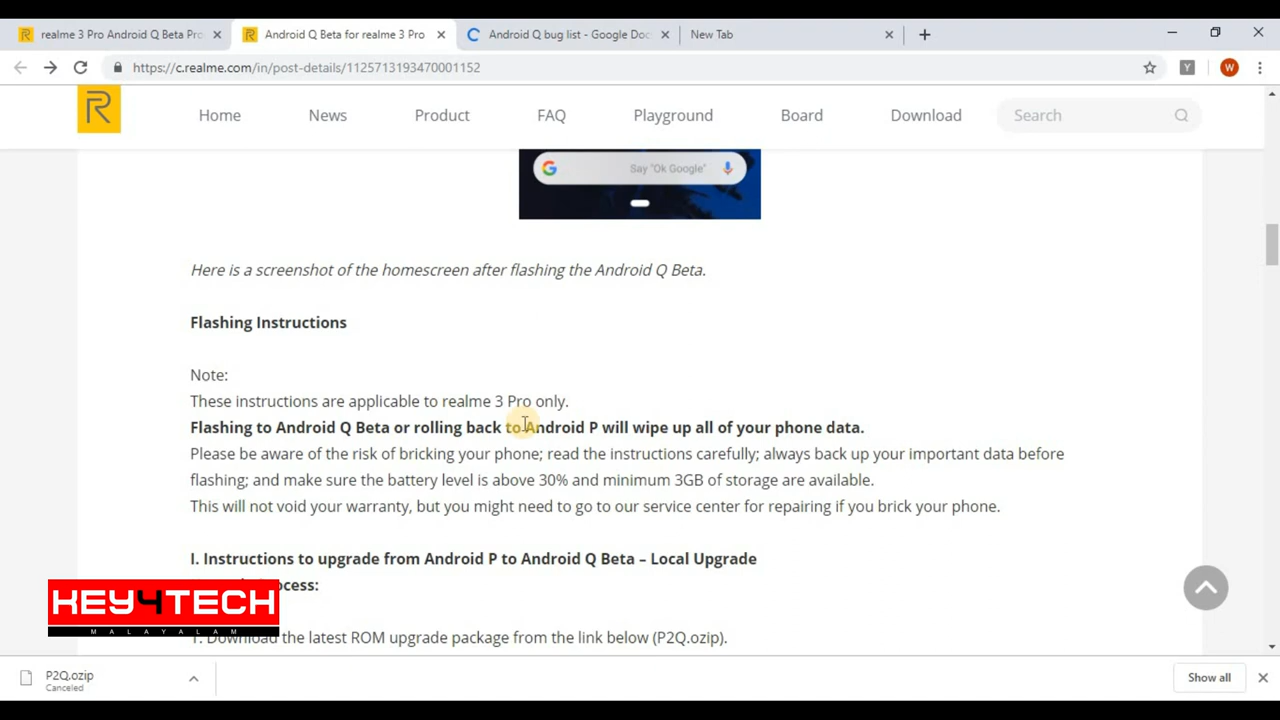 realme 3 Pro Android Q Beta Pro
Android Q Beta for realme 3 Pro
Android Q bug list - Google Doc
New Tab
https://c.realme.com/in/post-details/1125713193470001152
Y
W
R
Home
News
Product
FAQ
Playground
Board
Download
Search
G
Say "Ok Google"
Here is a screenshot of the homescreen after flashing the Android Q Beta.
Flashing Instructions
Note:
These instructions are applicable to realme 3 Pro only.
Flashing to Android Q Beta or rolling back to Android P will wipe up all of your phone data.
Please be aware of the risk of bricking your phone; read the instructions carefully; always back up your important data before
flashing; and make sure the battery level is above 30% and minimum 3GB of storage are available.
This will not void your warranty, but you might need to go to our service center for repairing if you brick your phone.
I. Instructions to upgrade from Android P to Android Q Beta – Local Upgrade
ocess:
1. Download the latest ROM upgrade package from the link below (P2Q.ozip).
KEY4TECH
MALAYALAM
P2Q.ozip
Canceled
Show all